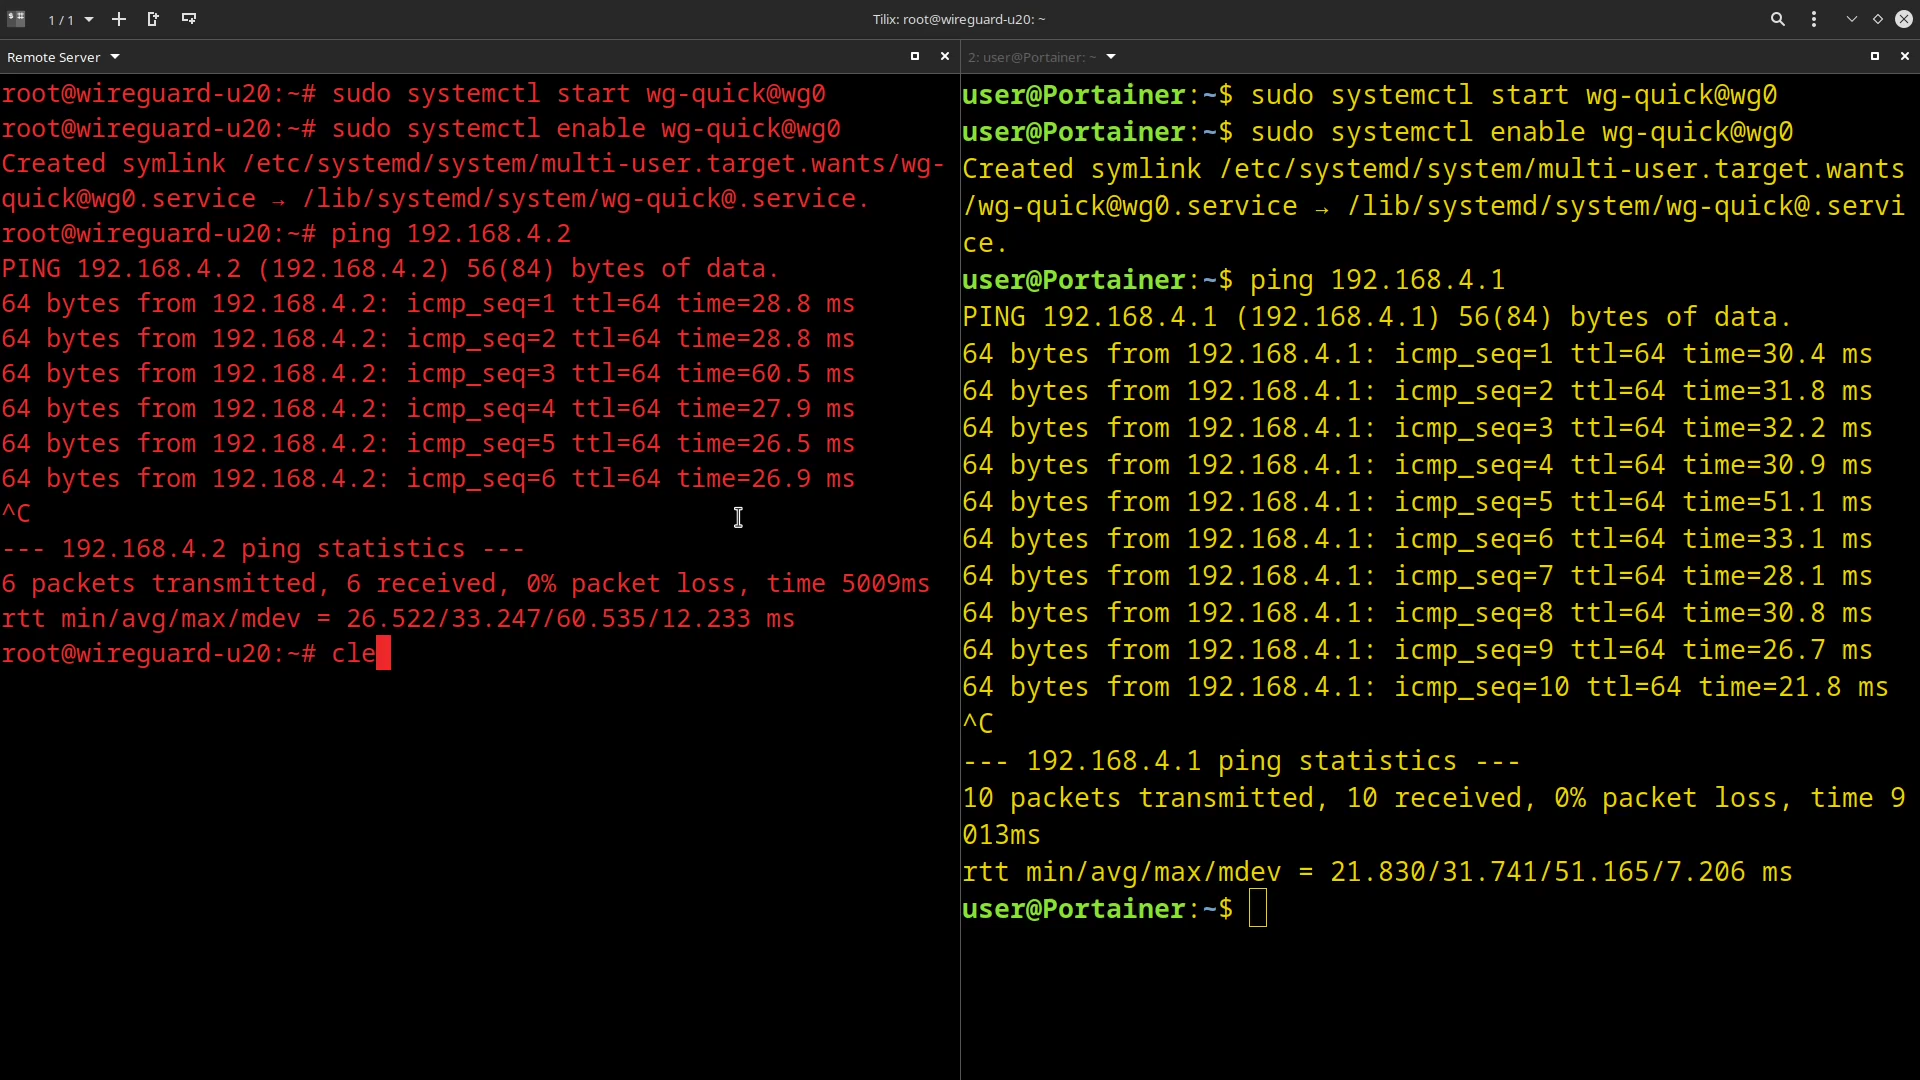 1 / 1
Tilix: root@wireguard-u20: ~
Remote Server
root@wireguard-u20:~# sudo systemctl start wg-quick@wg0
root@wireguard-u20:~# sudo systemctl enable wg-quick@wg0
Created symlink /etc/systemd/system/multi-user.target.wants/wg-
quick@wg0.service → /lib/systemd/system/wg-quick@.service.
root@wireguard-u20:~# ping 192.168.4.2
PING 192.168.4.2 (192.168.4.2) 56(84) bytes of data.
64 bytes from 192.168.4.2: icmp_seq=1 ttl=64 time=28.8 ms
64 bytes from 192.168.4.2: icmp_seq=2 ttl=64 time=28.8 ms
64 bytes from 192.168.4.2: icmp_seq=3 ttl=64 time=60.5 ms
64 bytes from 192.168.4.2: icmp_seq=4 ttl=64 time=27.9 ms
64 bytes from 192.168.4.2: icmp_seq=5 ttl=64 time=26.5 ms
64 bytes from 192.168.4.2: icmp_seq=6 ttl=64 time=26.9 ms
^C
--- 192.168.4.2 ping statistics ---
6 packets transmitted, 6 received, 0% packet loss, time 5009ms
rtt min/avg/max/mdev = 26.522/33.247/60.535/12.233 ms
root@wireguard-u20:~# cle
2: user@Portainer: ~
user@Portainer:~$ sudo systemctl start wg-quick@wg0
user@Portainer:~$ sudo systemctl enable wg-quick@wg0
Created symlink /etc/systemd/system/multi-user.target.wants
/wg-quick@wg0.service → /lib/systemd/system/wg-quick@.servi
ce.
user@Portainer:~$ ping 192.168.4.1
PING 192.168.4.1 (192.168.4.1) 56(84) bytes of data.
64 bytes from 192.168.4.1: icmp_seq=1 ttl=64 time=30.4 ms
64 bytes from 192.168.4.1: icmp_seq=2 ttl=64 time=31.8 ms
64 bytes from 192.168.4.1: icmp_seq=3 ttl=64 time=32.2 ms
64 bytes from 192.168.4.1: icmp_seq=4 ttl=64 time=30.9 ms
64 bytes from 192.168.4.1: icmp_seq=5 ttl=64 time=51.1 ms
64 bytes from 192.168.4.1: icmp_seq=6 ttl=64 time=33.1 ms
64 bytes from 192.168.4.1: icmp_seq=7 ttl=64 time=28.1 ms
64 bytes from 192.168.4.1: icmp_seq=8 ttl=64 time=30.8 ms
64 bytes from 192.168.4.1: icmp_seq=9 ttl=64 time=26.7 ms
64 bytes from 192.168.4.1: icmp_seq=10 ttl=64 time=21.8 ms
^C
--- 192.168.4.1 ping statistics ---
10 packets transmitted, 10 received, 0% packet loss, time 9
013ms
rtt min/avg/max/mdev = 21.830/31.741/51.165/7.206 ms
user@Portainer:~$